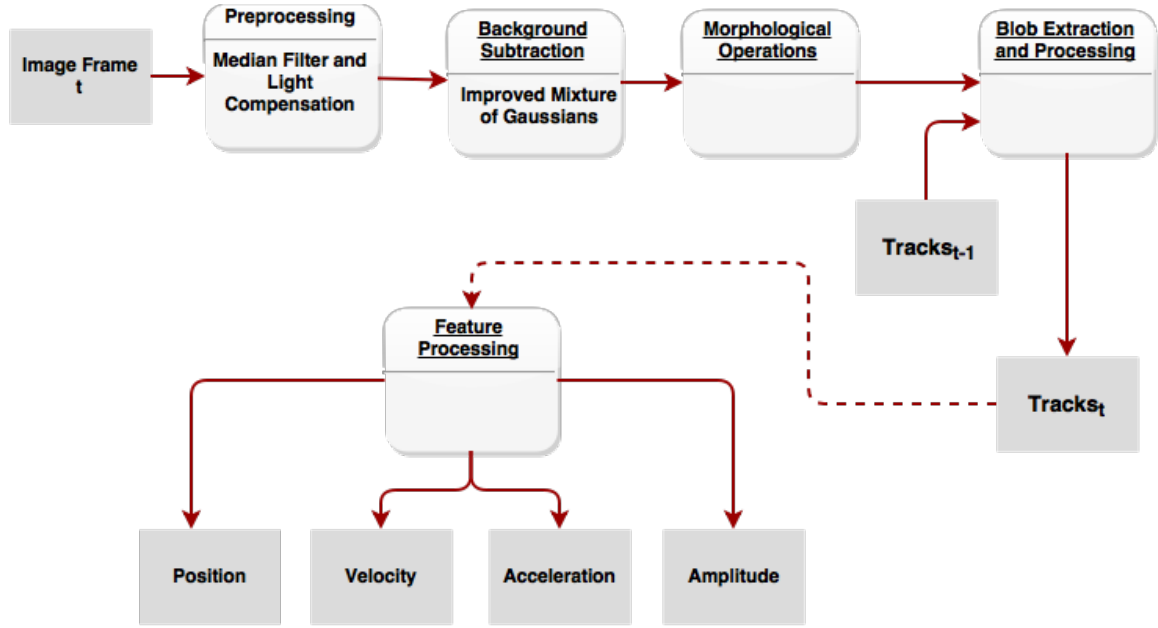 Image Frame
t
Preprocessing
Median Filter and
Light
Compensation
Background
Subtraction
Improved Mixture
of Gaussians
Morphological
Operations
Blob Extraction
and Processing
Tracks_t-1
Tracks_t
Feature
Processing
Position
Velocity
Acceleration
Amplitude